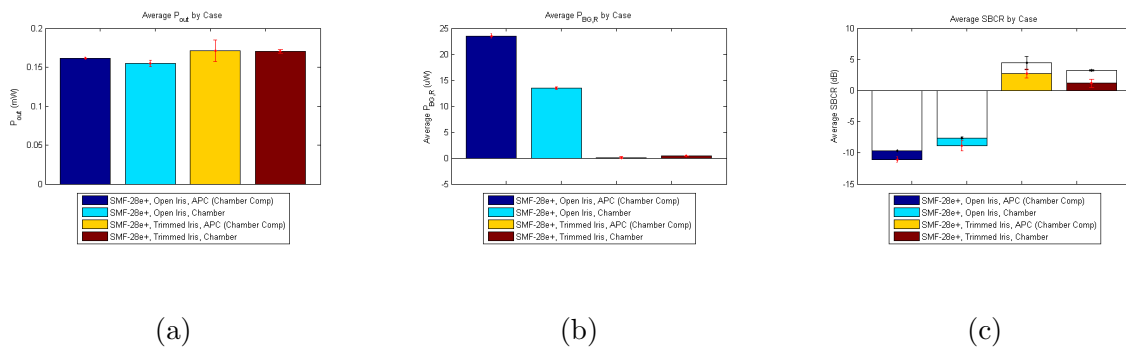 Average P_out by Case
0.2
0.15
0.1
0.05
0
P_out (mW)
SMF-28e+, Open Iris, APC (Chamber Comp)
SMF-28e+, Open Iris, Chamber
SMF-28e+, Trimmed Iris, APC (Chamber Comp)
SMF-28e+, Trimmed Iris, Chamber
(a)
Average P_BG,R by Case
25
20
15
10
5
0
-5
Average P_BG,R (uW)
SMF-28e+, Open Iris, APC (Chamber Comp)
SMF-28e+, Open Iris, Chamber
SMF-28e+, Trimmed Iris, APC (Chamber Comp)
SMF-28e+, Trimmed Iris, Chamber
(b)
Average SBCR by Case
10
5
0
-5
-10
-15
Average SBCR (dB)
SMF-28e+, Open Iris, APC (Chamber Comp)
SMF-28e+, Open Iris, Chamber
SMF-28e+, Trimmed Iris, APC (Chamber Comp)
SMF-28e+, Trimmed Iris, Chamber
(c)